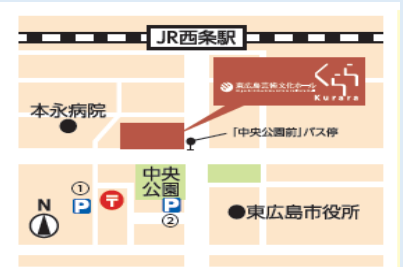 JR西条駅
東広島芸術文化ホール
くらら
Kurara
本永病院
「中央公園前」バス停
中央
公園
N
①
P
〒
P
②
東広島市役所